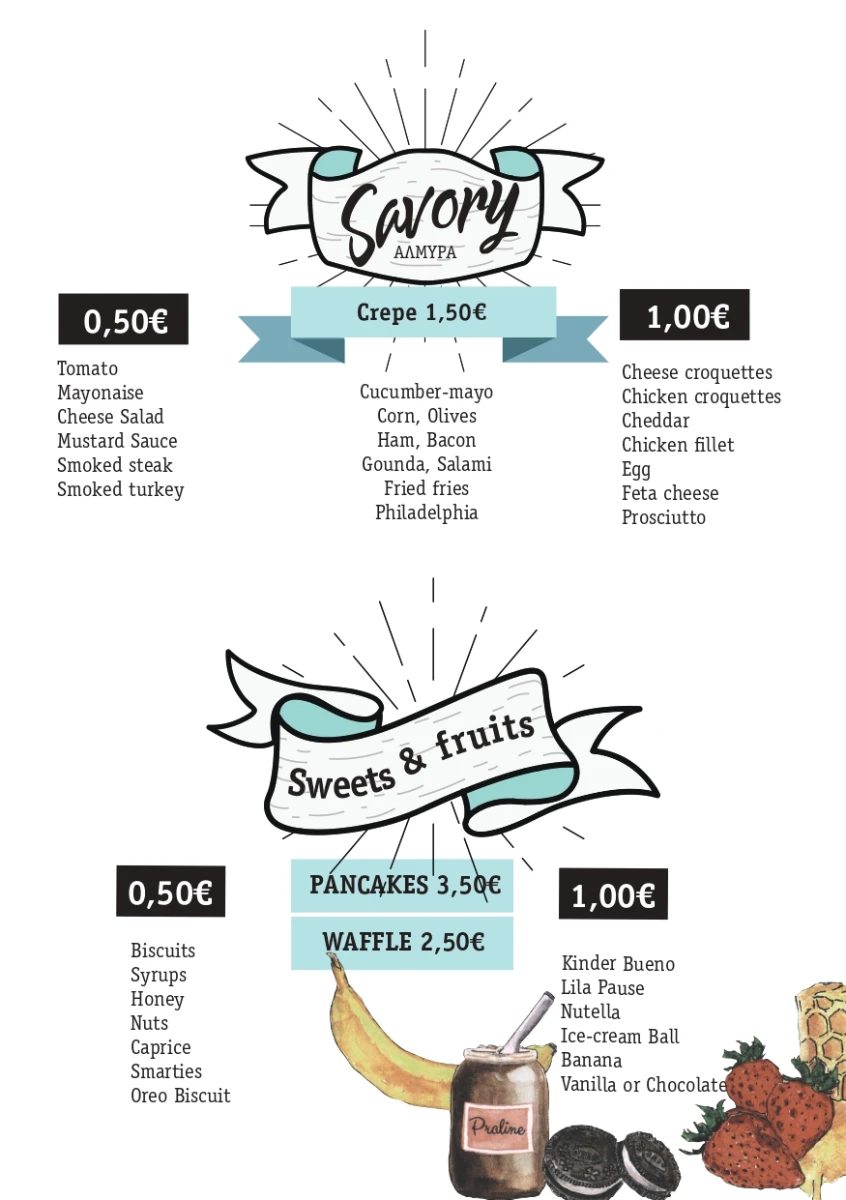 Savory
ΑΛΜΥΡΑ
Crepe 1,50€
0,50€
Tomato
Mayonaise
Cheese Salad
Mustard Sauce
Smoked steak
Smoked turkey
Cucumber-mayo
Corn, Olives
Ham, Bacon
Gounda, Salami
Fried fries
Philadelphia
1,00€
Cheese croquettes
Chicken croquettes
Cheddar
Chicken fillet
Egg
Feta cheese
Prosciutto
Sweets & fruits
PANCAKES 3,50€
WAFFLE 2,50€
0,50€
Biscuits
Syrups
Honey
Nuts
Caprice
Smarties
Oreo Biscuit
1,00€
Kinder Bueno
Lila Pause
Nutella
Ice-cream Ball
Banana
Vanilla or Chocolate
Praline